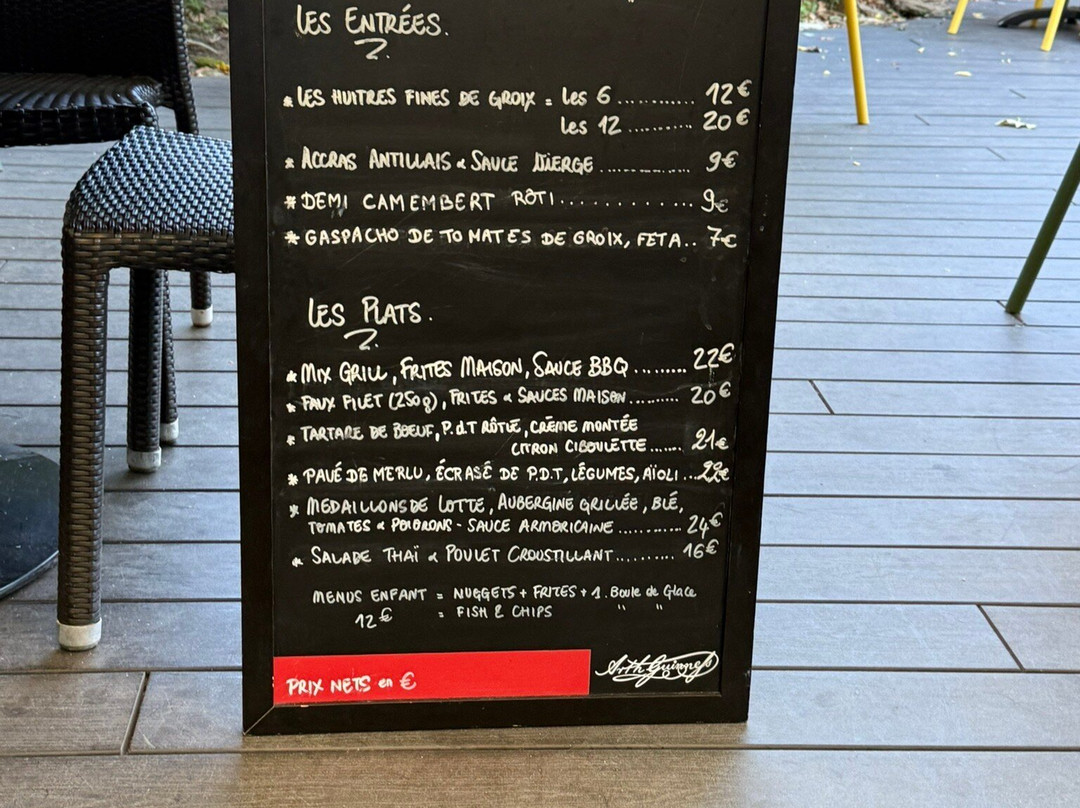 LES ENTRÉES.
* LES HUITRES FINES DE GROIX = Les 6 ........... 12€
Les 12 ........... 20€
* ACCRAS ANTILLAIS & SAUCE VIERGE .............. 9€
* DEMI CAMEMBERT RÔTI............. 9€
* GASPACHO DE TOMATES DE GROIX, FETA.. 7€
LES PLATS.
* MIX GRILL, FRITES MAISON, SAUCE BBQ ......... 22€
* FAUX FILET (250g), FRITES & SAUCES MAISON ......... 20€
* TARTARE DE BOEUF, P.d.T RÔTIE, CRÈME MONTÉE
CITRON CIBOULETTE ....... 21€
* PAVÉ DE MERLU, ÉCRASÉ DE P.D.T, LÉGUMES, AÏOLI ...22€
* MEDAILLONS DE LOTTE, AUBERGINE GRILLÉE, BLÉ,
TOMATES & POIVRONS - SAUCE ARMORICAINE ........... 24€
* SALADE THAÏ & POULET CROUSTILLANT.......... 16€
MENUS ENFANT = NUGGETS + FRITES + 1. Boule de Glace
12€ = FISH & CHIPS " "
PRIX NETS en € Arth Guinness